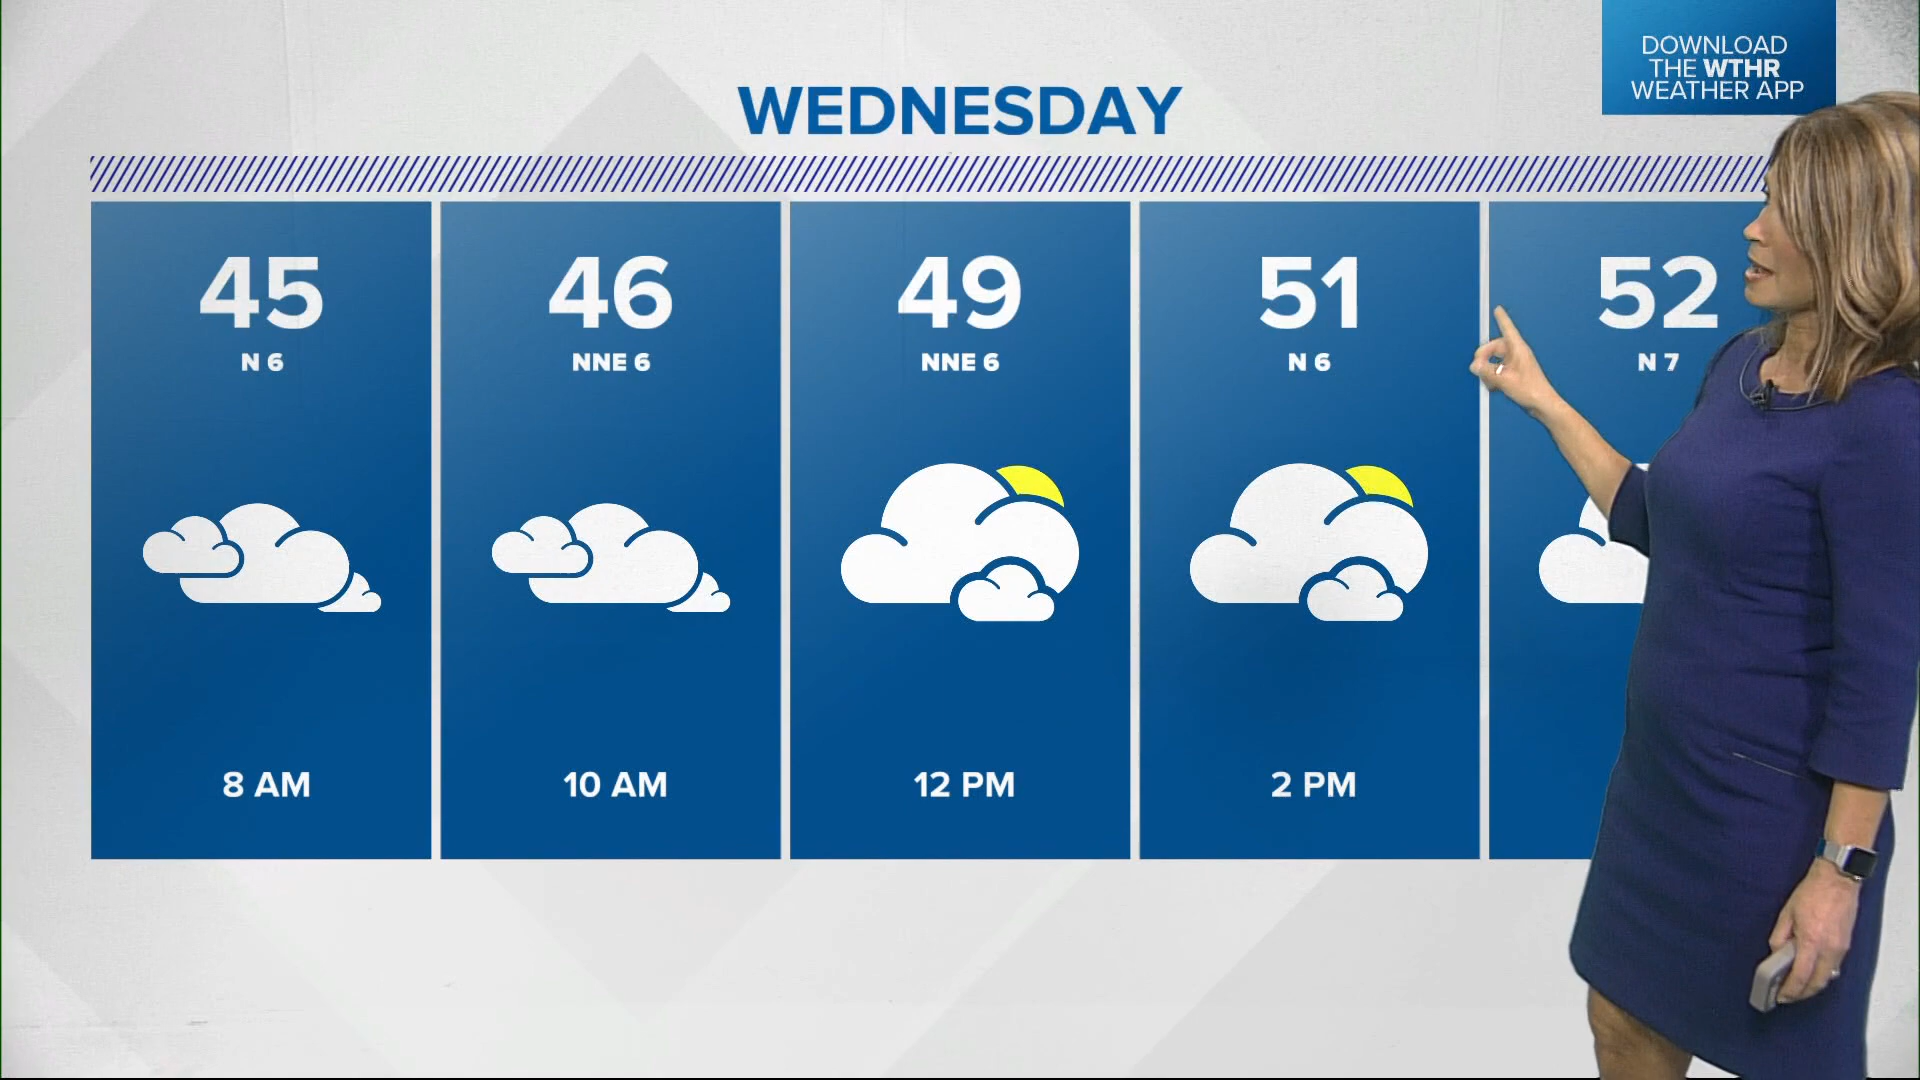 DOWNLOAD
THE WTHR
WEATHER APP
WEDNESDAY
45
N 6
8 AM
46
NNE 6
10 AM
49
NNE 6
12 PM
51
N 6
2 PM
52
N 7